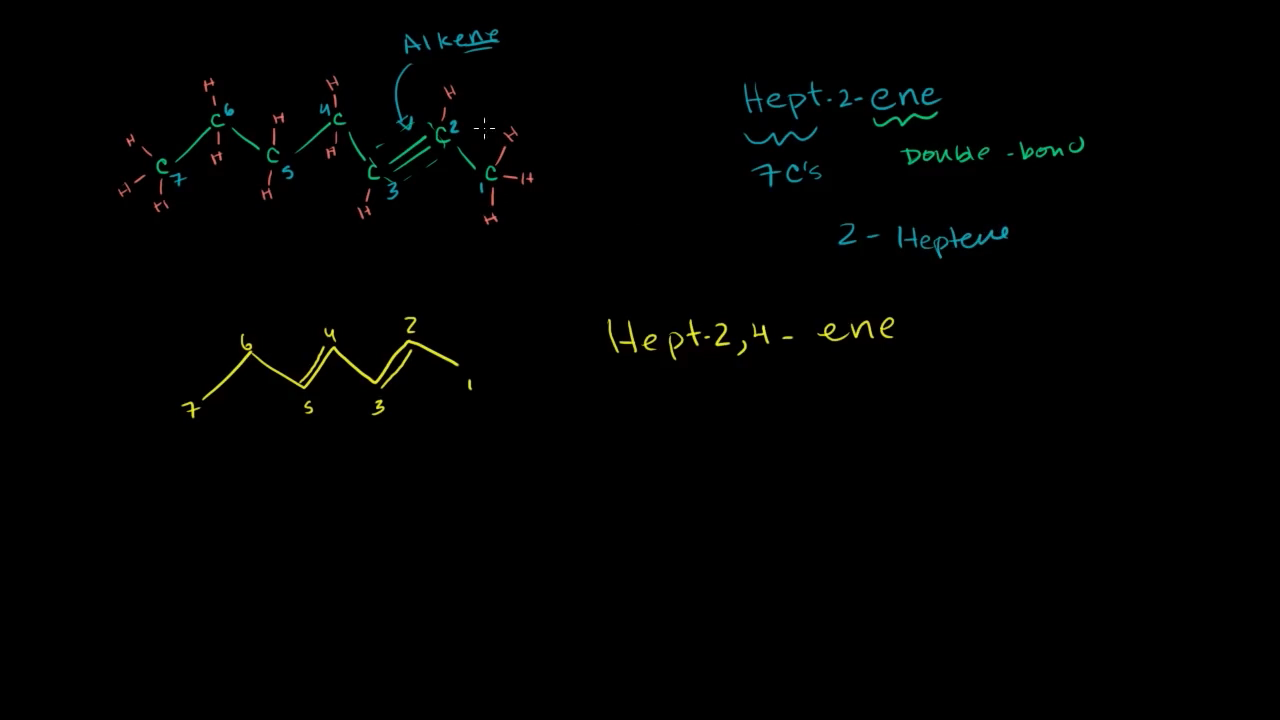 Alkene
H H H
H C 6 H 4 C C 2 H
H C 7 H C 5 H C 3 1 C H
H H H H H
Hept-2-ene
Double-bond
7 C's
2-Heptene
Hept-2,4-ene
6 4 2
7 5 3 1